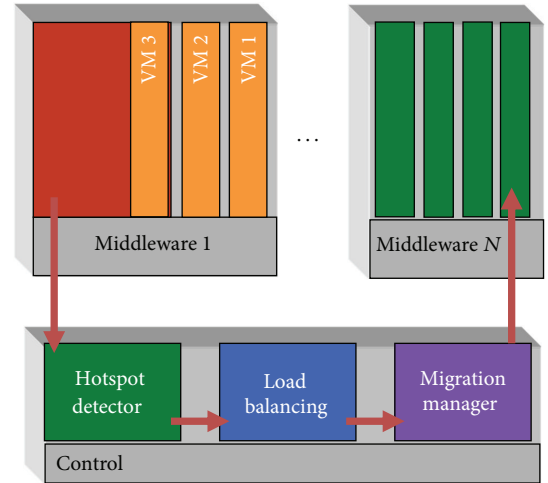 VM 3
VM 2
VM 1
...
Middleware 1
Middleware N
Hotspot
detector
Load
balancing
Migration
manager
Control